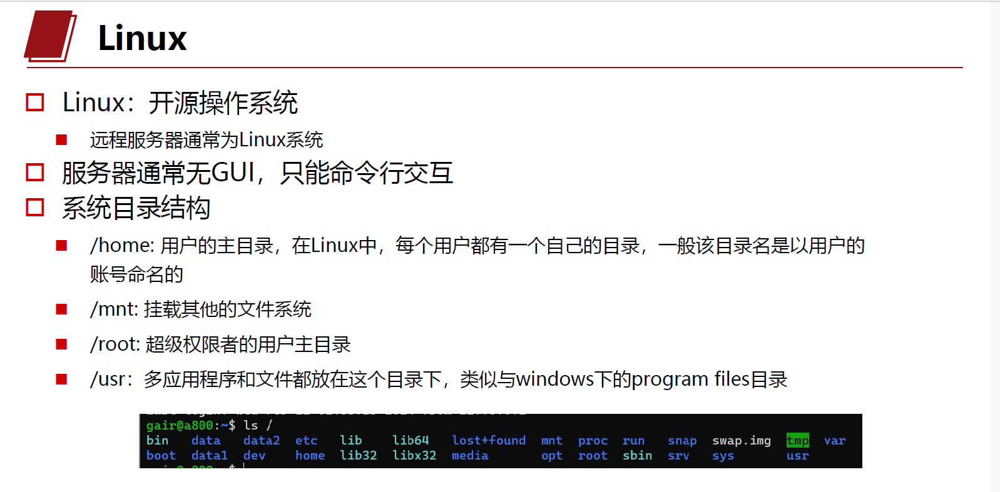 Linux
Linux：开源操作系统
远程服务器通常为Linux系统
服务器通常无GUI，只能命令行交互
系统目录结构
/home: 用户的主目录，在Linux中，每个用户都有一个自己的目录，一般该目录名是以用户的
账号命名的
/mnt: 挂载其他的文件系统
/root: 超级权限者的用户主目录
/usr：多应用程序和文件都放在这个目录下，类似与windows下的program files目录
gair@a800:~$ ls /
bin data data2 etc lib lib64 lost+found mnt proc run snap swap.img tmp var
boot data1 dev home lib32 libx32 media opt root sbin srv sys usr